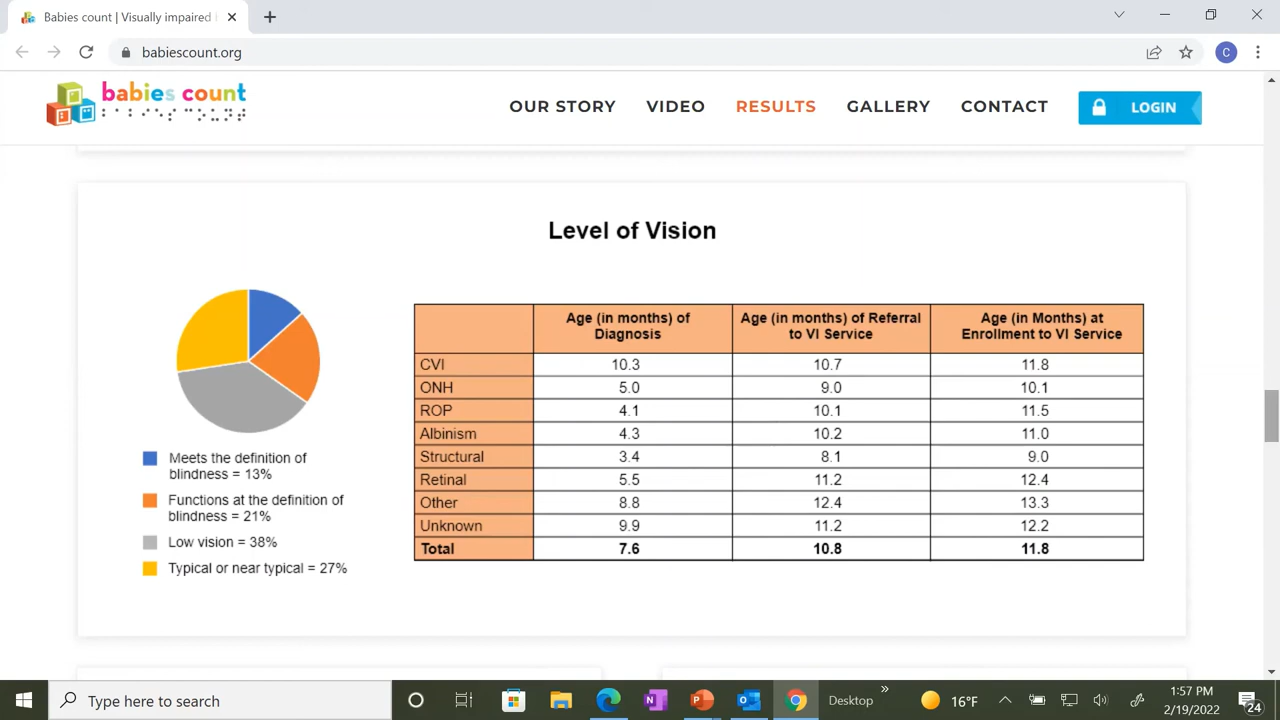 Babies count | Visually impaired i
babiescount.org
C
babies count
OUR STORY VIDEO RESULTS GALLERY CONTACT LOGIN
Level of Vision
Meets the definition of
blindness = 13%
Functions at the definition of
blindness = 21%
Low vision = 38%
Typical or near typical = 27%
Age (in months) of
Diagnosis
Age (in months) of Referral
to VI Service
Age (in Months) at
Enrollment to VI Service
CVI 10.3 10.7 11.8
ONH 5.0 9.0 10.1
ROP 4.1 10.1 11.5
Albinism 4.3 10.2 11.0
Structural 3.4 8.1 9.0
Retinal 5.5 11.2 12.4
Other 8.8 12.4 13.3
Unknown 9.9 11.2 12.2
Total 7.6 10.8 11.8
Type here to search
Desktop
16°F
1:57 PM
2/19/2022
24